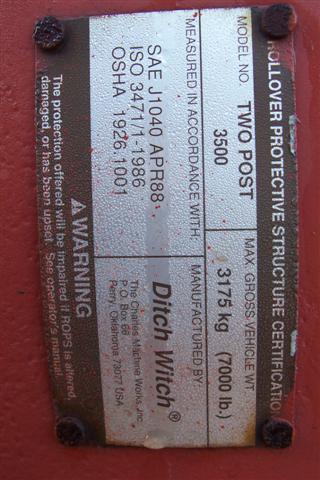 ROLLOVER PROTECTIVE STRUCTURE CERTIFICATION
MODEL NO.
TWO POST
3500
MAX. GROSS VEHICLE WT.
3175 kg (7000 lb.)
MEASURED IN ACCORDANCE WITH:
SAE J1040 APR88
ISO 3471/1-1986
OSHA 1926.1001
MANUFACTURED BY:
Ditch Witch®
The Charles Machine Works, Inc.
P.O. Box 66
Perry, Oklahoma 73077 USA
⚠WARNING
The protection offered will be impaired if ROPS is altered,
damaged, or has been upset. See operator's manual.